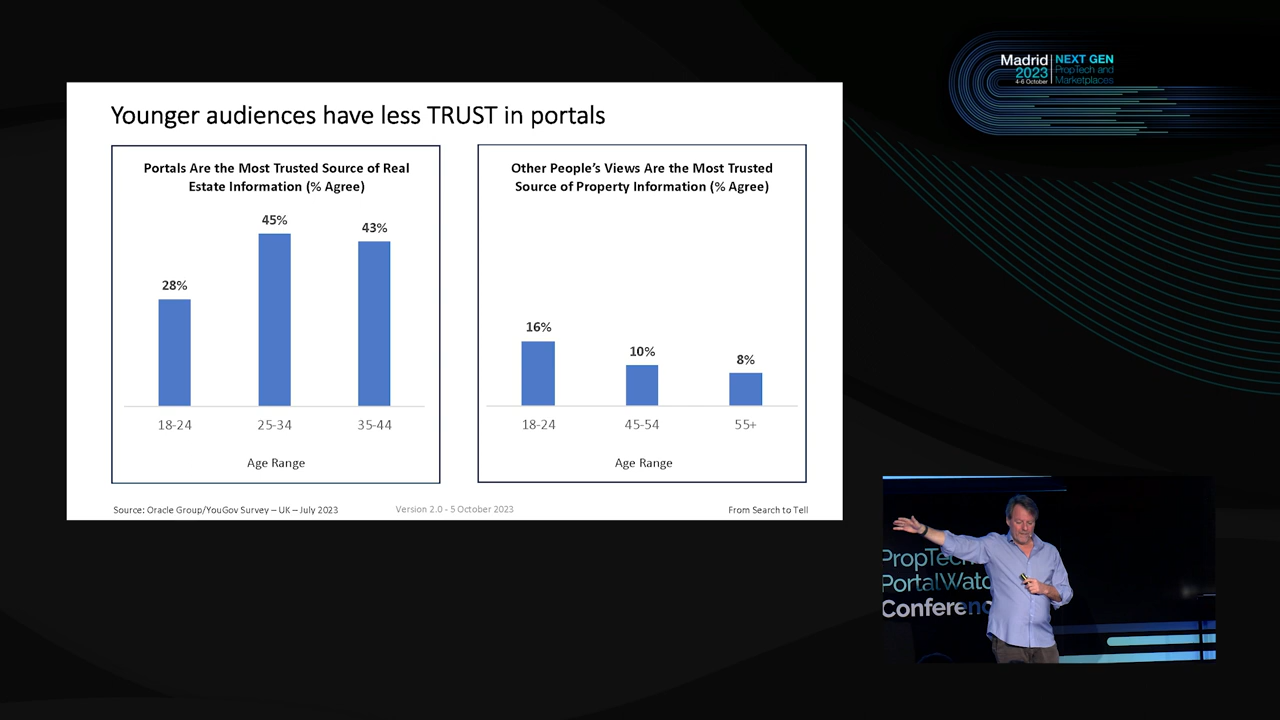 Madrid
2023
4-6 October
NEXT GEN
PropTech and
Marketplaces
Younger audiences have less TRUST in portals
Portals Are the Most Trusted Source of Real
Estate Information (% Agree)
28%
45%
43%
18-24
25-34
35-44
Age Range
Other People’s Views Are the Most Trusted
Source of Property Information (% Agree)
16%
10%
8%
18-24
45-54
55+
Age Range
Source: Oracle Group/YouGov Survey – UK – July 2023
Version 2.0 - 5 October 2023
From Search to Tell
PropTech
PortalWatc
Conferenc